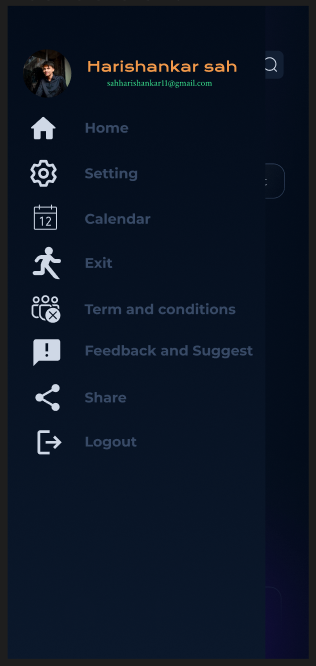 Harishankar sah
sahharishankar11@gmail.com
Home
Setting
12
Calendar
Exit
Term and conditions
Feedback and Suggest
Share
Logout